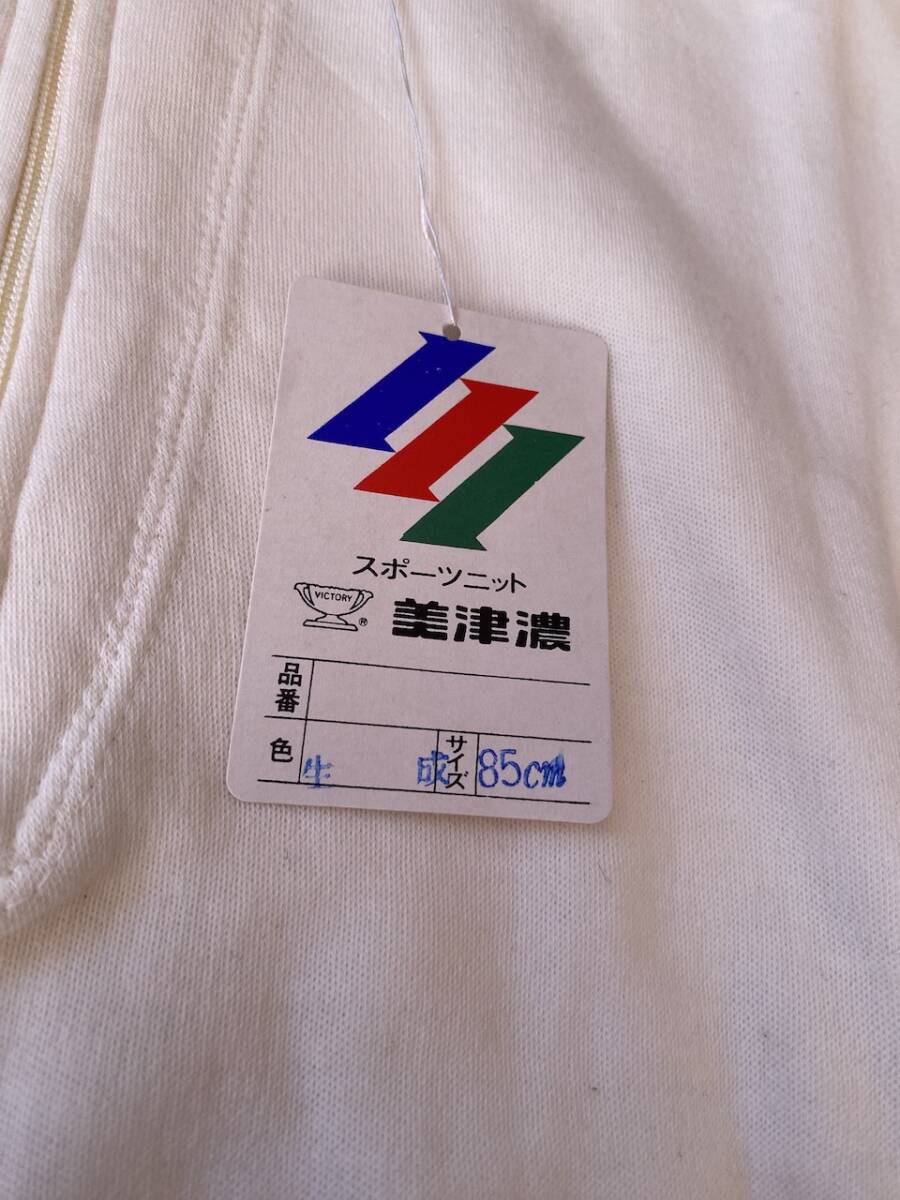 スポーツニット
VICTORY
®
美津濃
品番
色 生成 サイズ 85cm